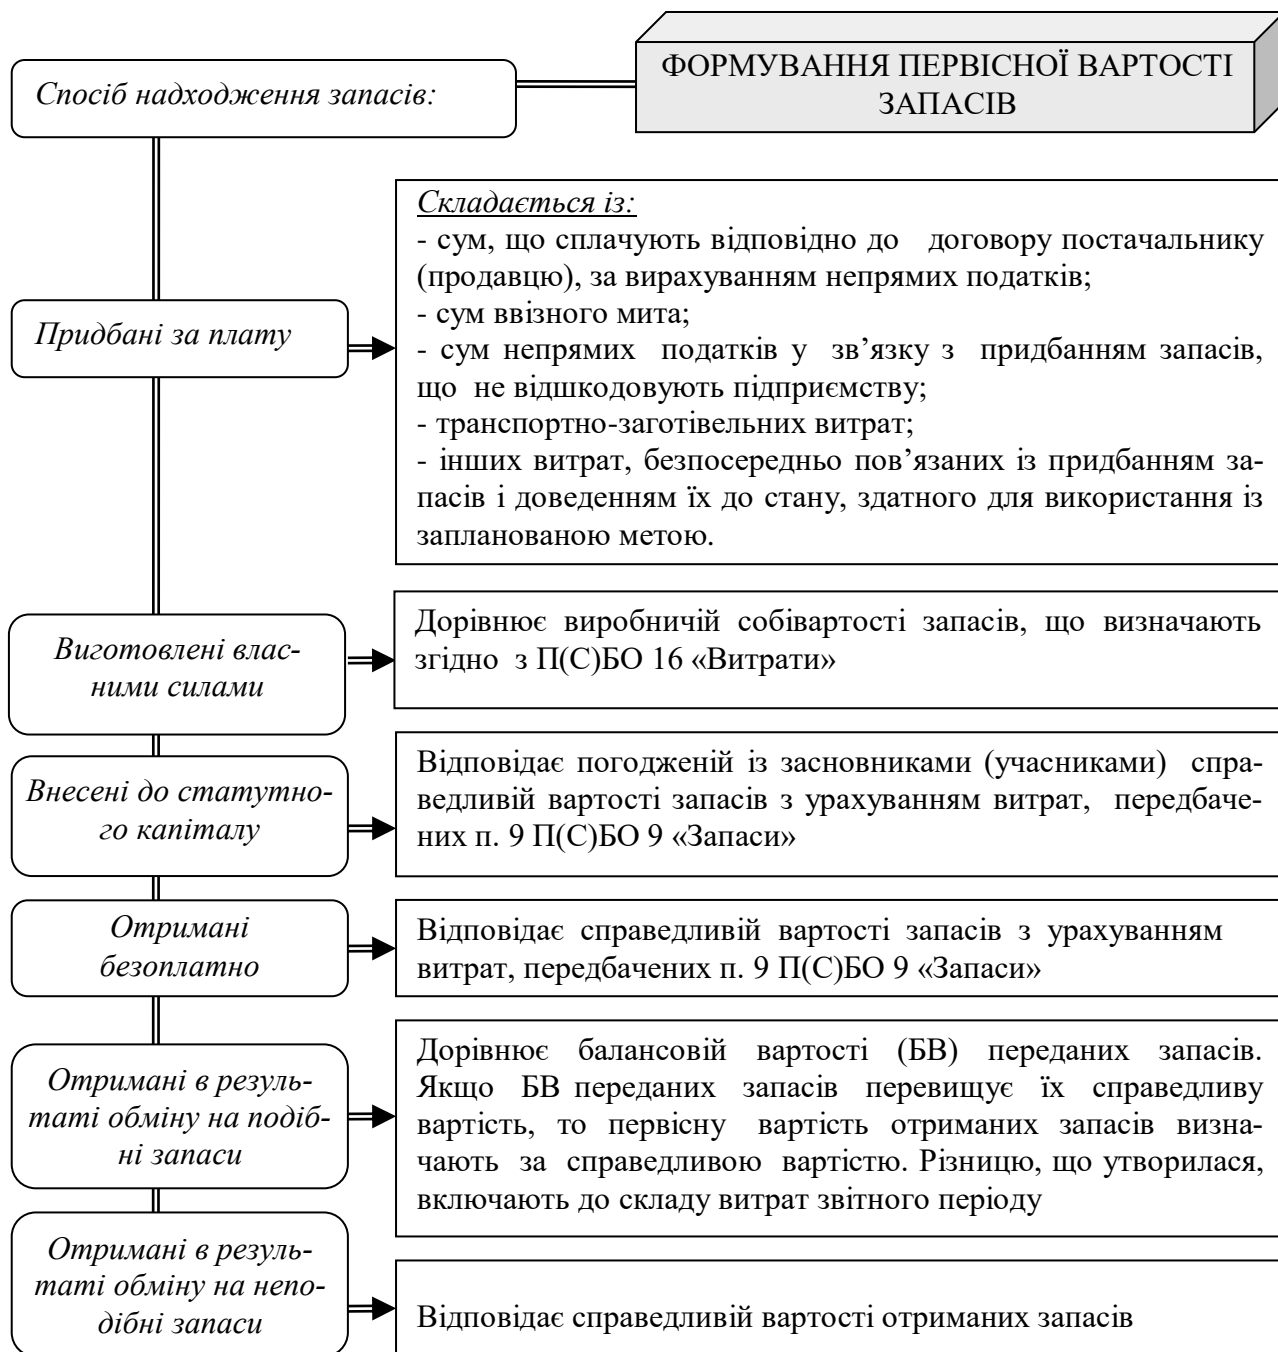 ФОРМУВАННЯ ПЕРВІСНОЇ ВАРТОСТІ
ЗАПАСІВ
Спосіб надходження запасів:
Придбані за плату
Складається із:
- сум, що сплачують відповідно до договору постачальнику
(продавцю), за вирахуванням непрямих податків;
- сум ввізного мита;
- сум непрямих податків у зв’язку з придбанням запасів,
що не відшкодовують підприємству;
- транспортно-заготівельних витрат;
- інших витрат, безпосередньо пов’язаних із придбанням за-
пасів і доведенням їх до стану, здатного для використання із
запланованою метою.
Виготовлені влас-
ними силами
Дорівнює виробничій собівартості запасів, що визначають
згідно з П(С)БО 16 «Витрати»
Внесені до статутно-
го капіталу
Відповідає погодженій із засновниками (учасниками) спра-
ведливій вартості запасів з урахуванням витрат, передбаче-
них п. 9 П(С)БО 9 «Запаси»
Отримані
безоплатно
Відповідає справедливій вартості запасів з урахуванням
витрат, передбачених п. 9 П(С)БО 9 «Запаси»
Отримані в резуль-
таті обміну на подіб-
ні запаси
Дорівнює балансовій вартості (БВ) переданих запасів.
Якщо БВ переданих запасів перевищує їх справедливу
вартість, то первісну вартість отриманих запасів визна-
чають за справедливою вартістю. Різницю, що утворилася,
включають до складу витрат звітного періоду
Отримані в резуль-
таті обміну на непо-
дібні запаси
Відповідає справедливій вартості отриманих запасів